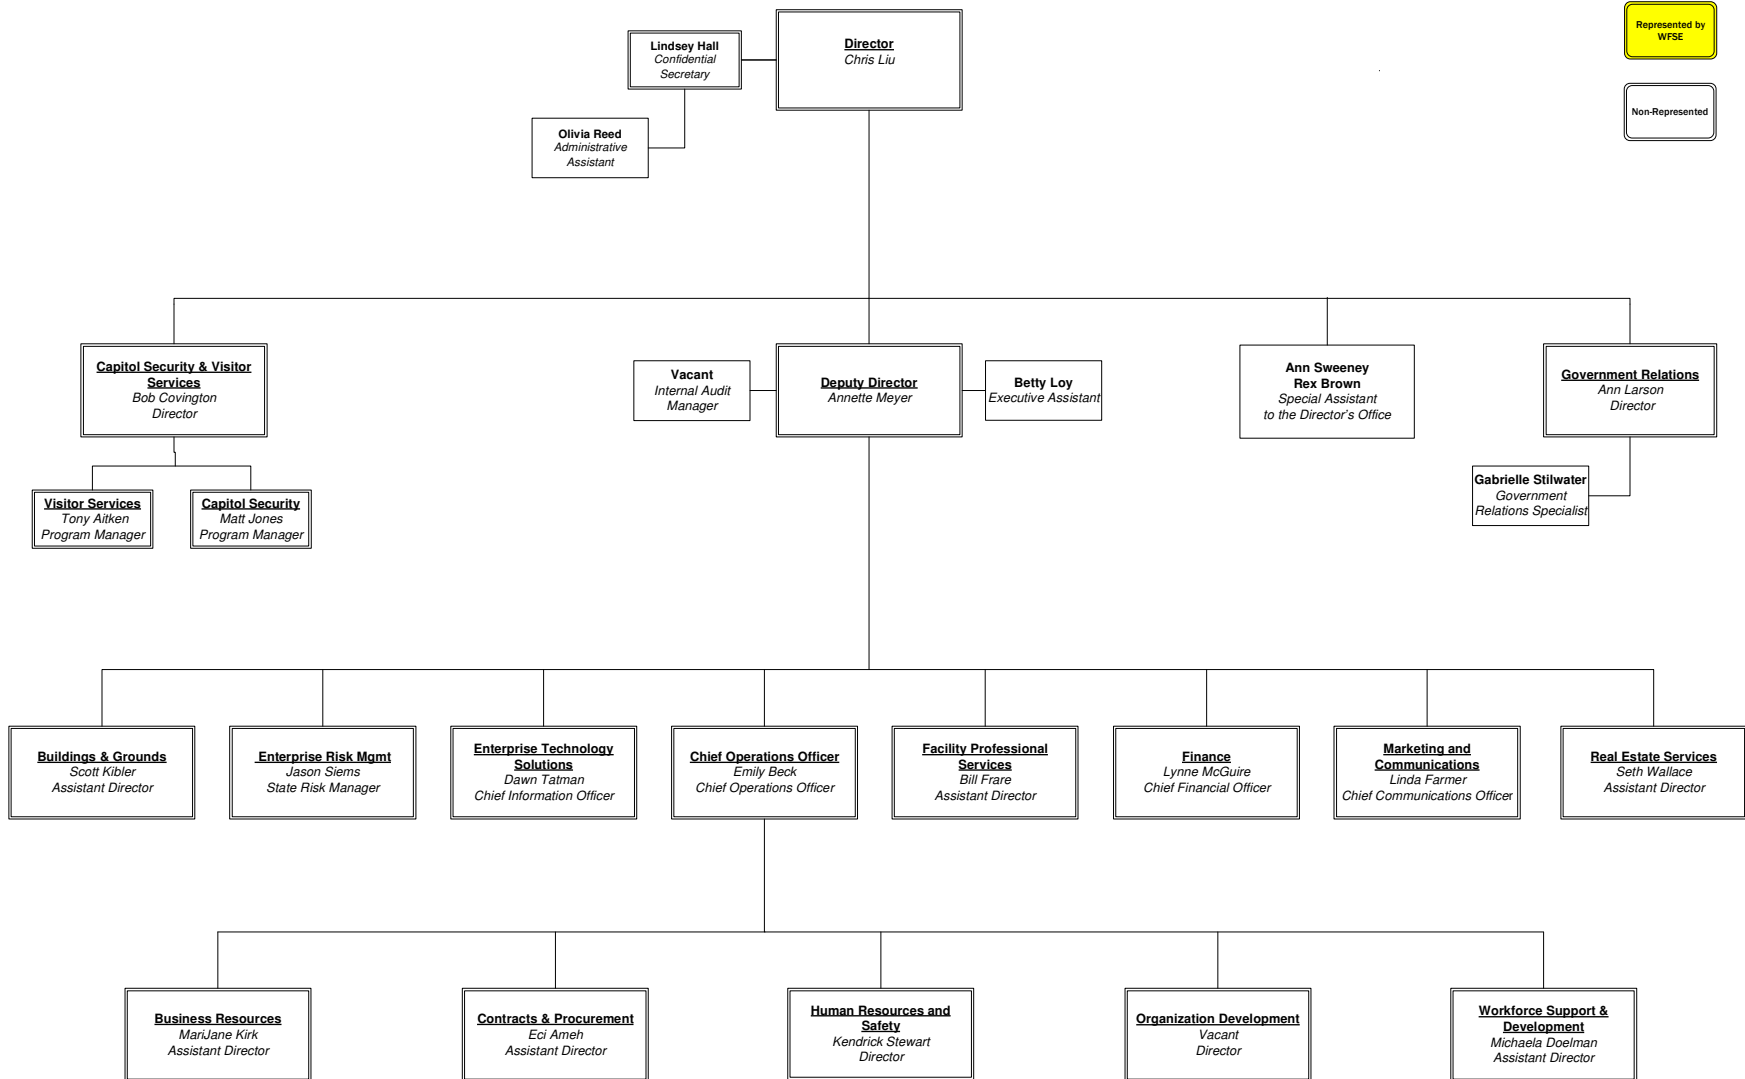 Lindsey Hall
Confidential
Secretary
Director
Chris Liu
Represented by
WFSE
Non-Represented
Olivia Reed
Administrative
Assistant
Capitol Security & Visitor
Services
Bob Covington
Director
Vacant
Internal Audit
Manager
Deputy Director
Annette Meyer
Betty Loy
Executive Assistant
Ann Sweeney
Rex Brown
Special Assistant
to the Director's Office
Government Relations
Ann Larson
Director
Visitor Services
Tony Aitken
Program Manager
Capitol Security
Matt Jones
Program Manager
Gabrielle Stilwater
Government
Relations Specialist
Buildings & Grounds
Scott Kibler
Assistant Director
Enterprise Risk Mgmt
Jason Siems
State Risk Manager
Enterprise Technology
Solutions
Dawn Tatman
Chief Information Officer
Chief Operations Officer
Emily Beck
Chief Operations Officer
Facility Professional
Services
Bill Frare
Assistant Director
Finance
Lynne McGuire
Chief Financial Officer
Marketing and
Communications
Linda Farmer
Chief Communications Officer
Real Estate Services
Seth Wallace
Assistant Director
Business Resources
MariJane Kirk
Assistant Director
Contracts & Procurement
Eci Ameh
Assistant Director
Human Resources and
Safety
Kendrick Stewart
Director
Organization Development
Vacant
Director
Workforce Support &
Development
Michaela Doelman
Assistant Director